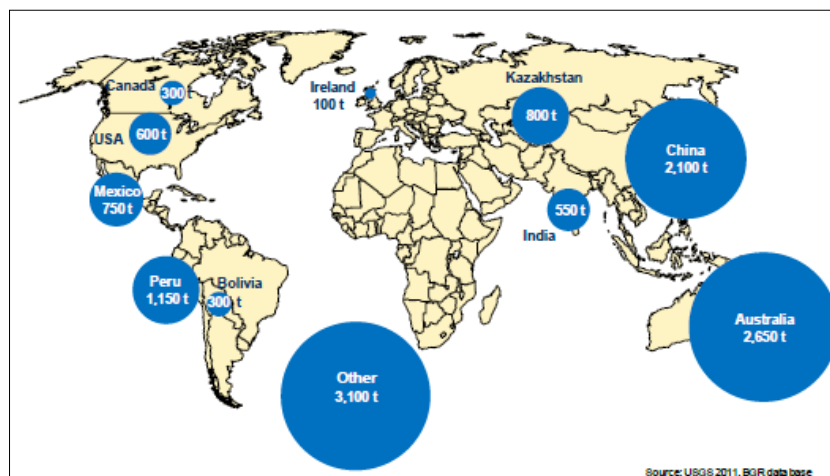 Canada
300 t
USA
600 t
Mexico
750 t
Peru
1,150 t
Bolivia
300 t
Ireland
100 t
Kazakhstan
800 t
China
2,100 t
550 t
India
Australia
2,650 t
Other
3,100 t
Source: USGS 2011, BGR data base